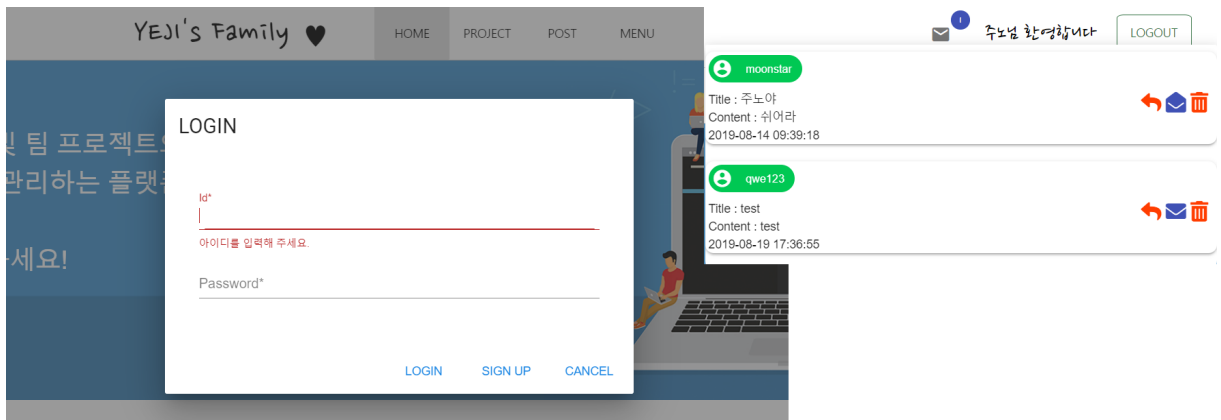 YEJI's Family ♥
HOME
PROJECT
POST
MENU
팀 프로젝트
관리하는 플랫
세요!
LOGIN
Id*
아이디를 입력해 주세요.
Password*
LOGIN
SIGN UP
CANCEL
1
주노님 환영합니다
LOGOUT
moonstar
Title : 주노야
Content : 쉬어라
2019-08-14 09:39:18
qwe123
Title : test
Content : test
2019-08-19 17:36:55